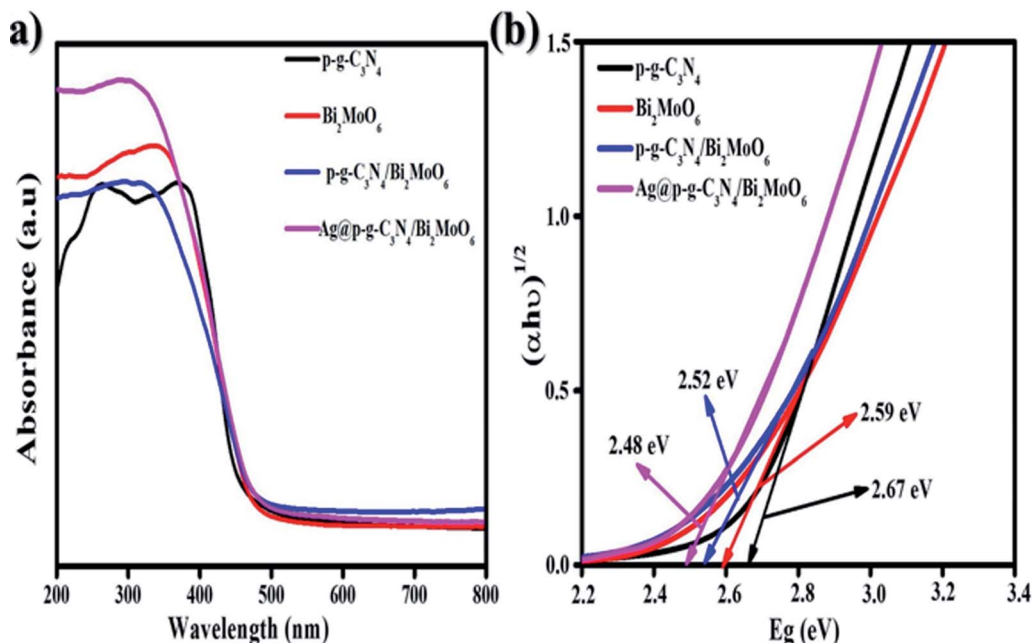 a)
Absorbance (a.u)
p-g-C₃N₄
Bi₂MoO₆
p-g-C₃N₄/Bi₂MoO₆
Ag@p-g-C₃N₄/Bi₂MoO₆
200 300 400 500 600 700 800
Wavelength (nm)
(b)
(αhυ)^1/2
1.5
1.0
0.5
0.0
p-g-C₃N₄
Bi₂MoO₆
p-g-C₃N₄/Bi₂MoO₆
Ag@p-g-C₃N₄/Bi₂MoO₆
2.52 eV
2.59 eV
2.48 eV
2.67 eV
2.2 2.4 2.6 2.8 3.0 3.2 3.4
Eg (eV)